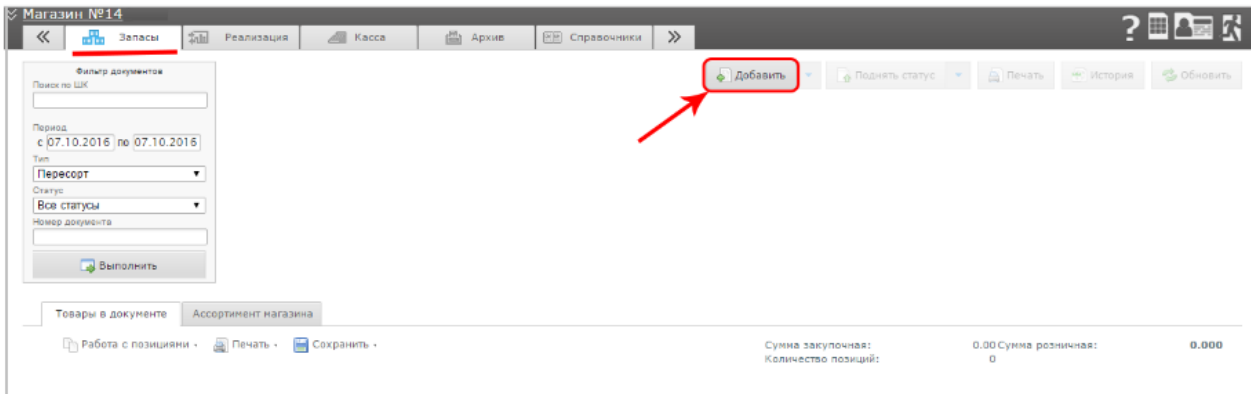 Магазин №14
Запасы Реализация Касса Архив Справочники
Фильтр документов
Поиск по ШК
Период
с 07.10.2016 по 07.10.2016
Тип
Пересорт
Статус
Все статусы
Номер документа
Выполнить
Добавить Поднять статус Печать История Обновить
Товары в документе Ассортимент магазина
Работа с позициями Печать Сохранить
Сумма закупочная: 0.00 Сумма розничная: 0.000
Количество позиций: 0